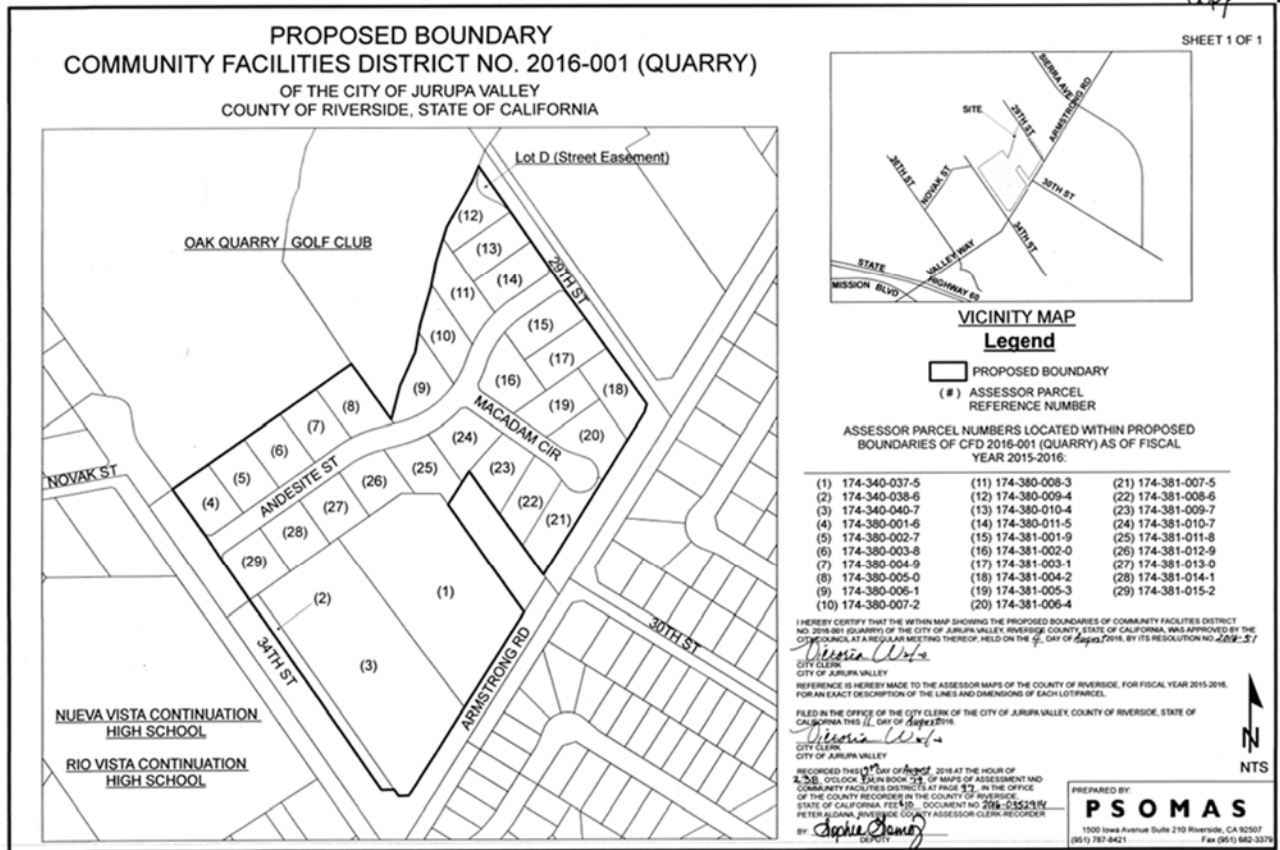 SHEET 1 OF 1
PROPOSED BOUNDARY
COMMUNITY FACILITIES DISTRICT NO. 2016-001 (QUARRY)
OF THE CITY OF JURUPA VALLEY
COUNTY OF RIVERSIDE, STATE OF CALIFORNIA
Lot D (Street Easement)
OAK QUARRY GOLF CLUB
29TH ST
(12)
(13)
(14)
(11)
(10)
(9)
(15)
(17)
(16)
(18)
(19)
(20)
MACADAM CIR
(8)
(7)
(6)
(5)
(4)
ANDESITE ST
NOVAK ST
(24)
(23)
(25)
(26)
(22)
(27)
(21)
(28)
(29)
(1)
(2)
(3)
34TH ST
ARMSTRONG RD
30TH ST
NUEVA VISTA CONTINUATION
HIGH SCHOOL
RIO VISTA CONTINUATION
HIGH SCHOOL
SIERRA AVE
ARMSTRONG RD
SITE
29TH ST
36TH ST
NOVAK ST
30TH ST
34TH ST
VALLEY WAY
STATE
HIGHWAY 60
MISSION BLVD
VICINITY MAP
Legend
PROPOSED BOUNDARY
(#) ASSESSOR PARCEL
REFERENCE NUMBER
ASSESSOR PARCEL NUMBERS LOCATED WITHIN PROPOSED
BOUNDARIES OF CFD 2016-001 (QUARRY) AS OF FISCAL
YEAR 2015-2016:
(1) 174-340-037-5 (11) 174-380-008-3 (21) 174-381-007-5
(2) 174-340-038-6 (12) 174-380-009-4 (22) 174-381-008-6
(3) 174-340-040-7 (13) 174-380-010-4 (23) 174-381-009-7
(4) 174-380-001-6 (14) 174-380-011-5 (24) 174-381-010-7
(5) 174-380-002-7 (15) 174-381-001-9 (25) 174-381-011-8
(6) 174-380-003-8 (16) 174-381-002-0 (26) 174-381-012-9
(7) 174-380-004-9 (17) 174-381-003-1 (27) 174-381-013-0
(8) 174-380-005-0 (18) 174-381-004-2 (28) 174-381-014-1
(9) 174-380-006-1 (19) 174-381-005-3 (29) 174-381-015-2
(10) 174-380-007-2 (20) 174-381-006-4
I HEREBY CERTIFY THAT THE WITHIN MAP SHOWING THE PROPOSED BOUNDARIES OF COMMUNITY FACILITIES DISTRICT
NO. 2016-001 (QUARRY) OF THE CITY OF JURUPA VALLEY, RIVERSIDE COUNTY, STATE OF CALIFORNIA, WAS APPROVED BY THE
CITY COUNCIL AT A REGULAR MEETING THEREOF, HELD ON THE 4 DAY OF August 2016, BY ITS RESOLUTION NO. 2016-51
Victoria
CITY CLERK
CITY OF JURUPA VALLEY
REFERENCE IS HEREBY MADE TO THE ASSESSOR MAPS OF THE COUNTY OF RIVERSIDE, FOR FISCAL YEAR 2015-2016,
FOR AN EXACT DESCRIPTION OF THE LINES AND DIMENSIONS OF EACH LOT/PARCEL.
FILED IN THE OFFICE OF THE CITY CLERK OF THE CITY OF JURUPA VALLEY, COUNTY OF RIVERSIDE, STATE OF
CALIFORNIA THIS 11 DAY OF August 2016.
Victoria
CITY CLERK
CITY OF JURUPA VALLEY
RECORDED THIS DAY OF August 2016 AT THE HOUR OF
O'CLOCK IN BOOK 79 OF MAPS OF ASSESSMENT AND
COMMUNITY FACILITIES DISTRICTS AT PAGE 97, IN THE OFFICE
OF THE COUNTY RECORDER IN THE COUNTY OF RIVERSIDE,
STATE OF CALIFORNIA. FEE $10 DOCUMENT NO. 2016-0352914
PETER ALDANA, RIVERSIDE COUNTY ASSESSOR-CLERK-RECORDER
BY: Sophia
DEPUTY
N
NTS
PREPARED BY:
PSOMAS
1500 Iowa Avenue Suite 210 Riverside, CA 92507
(951) 787-8421 Fax (951) 682-3379